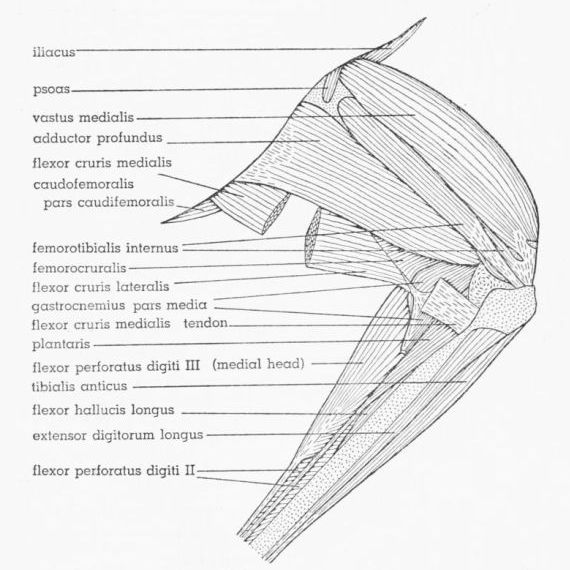 iliacus
psoas
vastus medialis
adductor profundus
flexor cruris medialis
caudofemoralis
pars caudifemoralis
femorotibialis internus
femorocruralis
flexor cruris lateralis
gastrocnemius pars media
flexor cruris medialis tendon
plantaris
flexor perforatus digiti III (medial head)
tibialis anticus
flexor hallucis longus
extensor digitorum longus
flexor perforatus digiti II